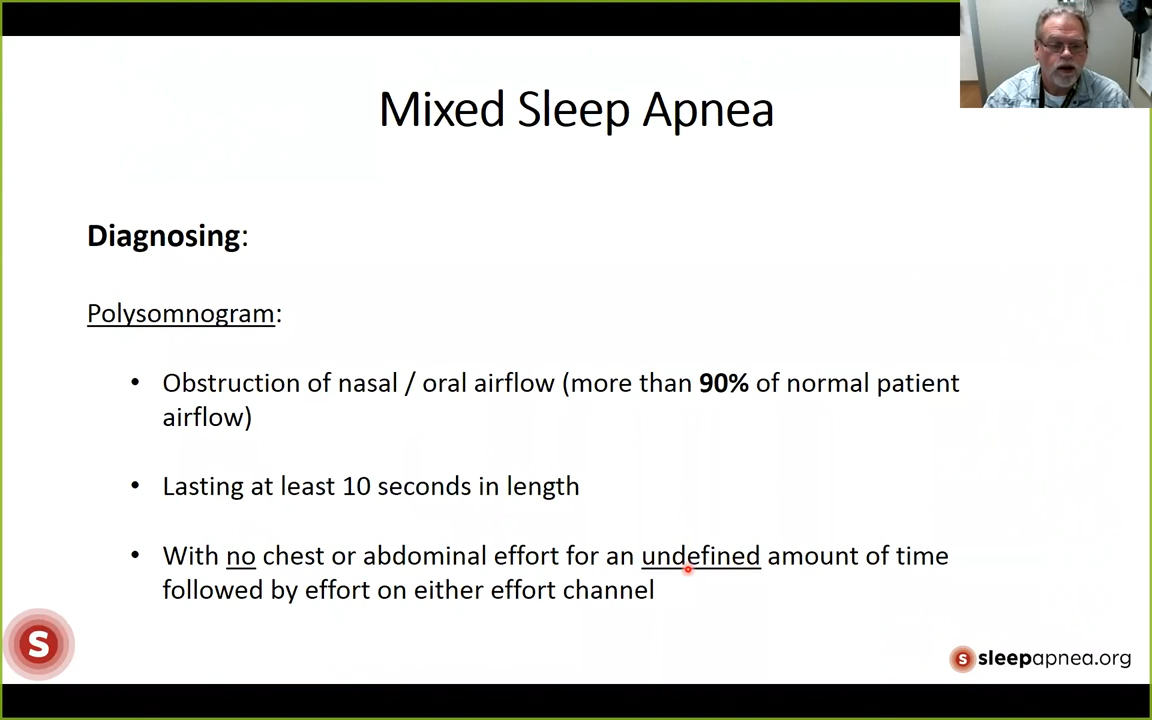 Mixed Sleep Apnea
Diagnosing:
Polysomnogram:
• Obstruction of nasal / oral airflow (more than 90% of normal patient
airflow)
• Lasting at least 10 seconds in length
• With no chest or abdominal effort for an undefined amount of time
followed by effort on either effort channel
S
S sleepapnea.org